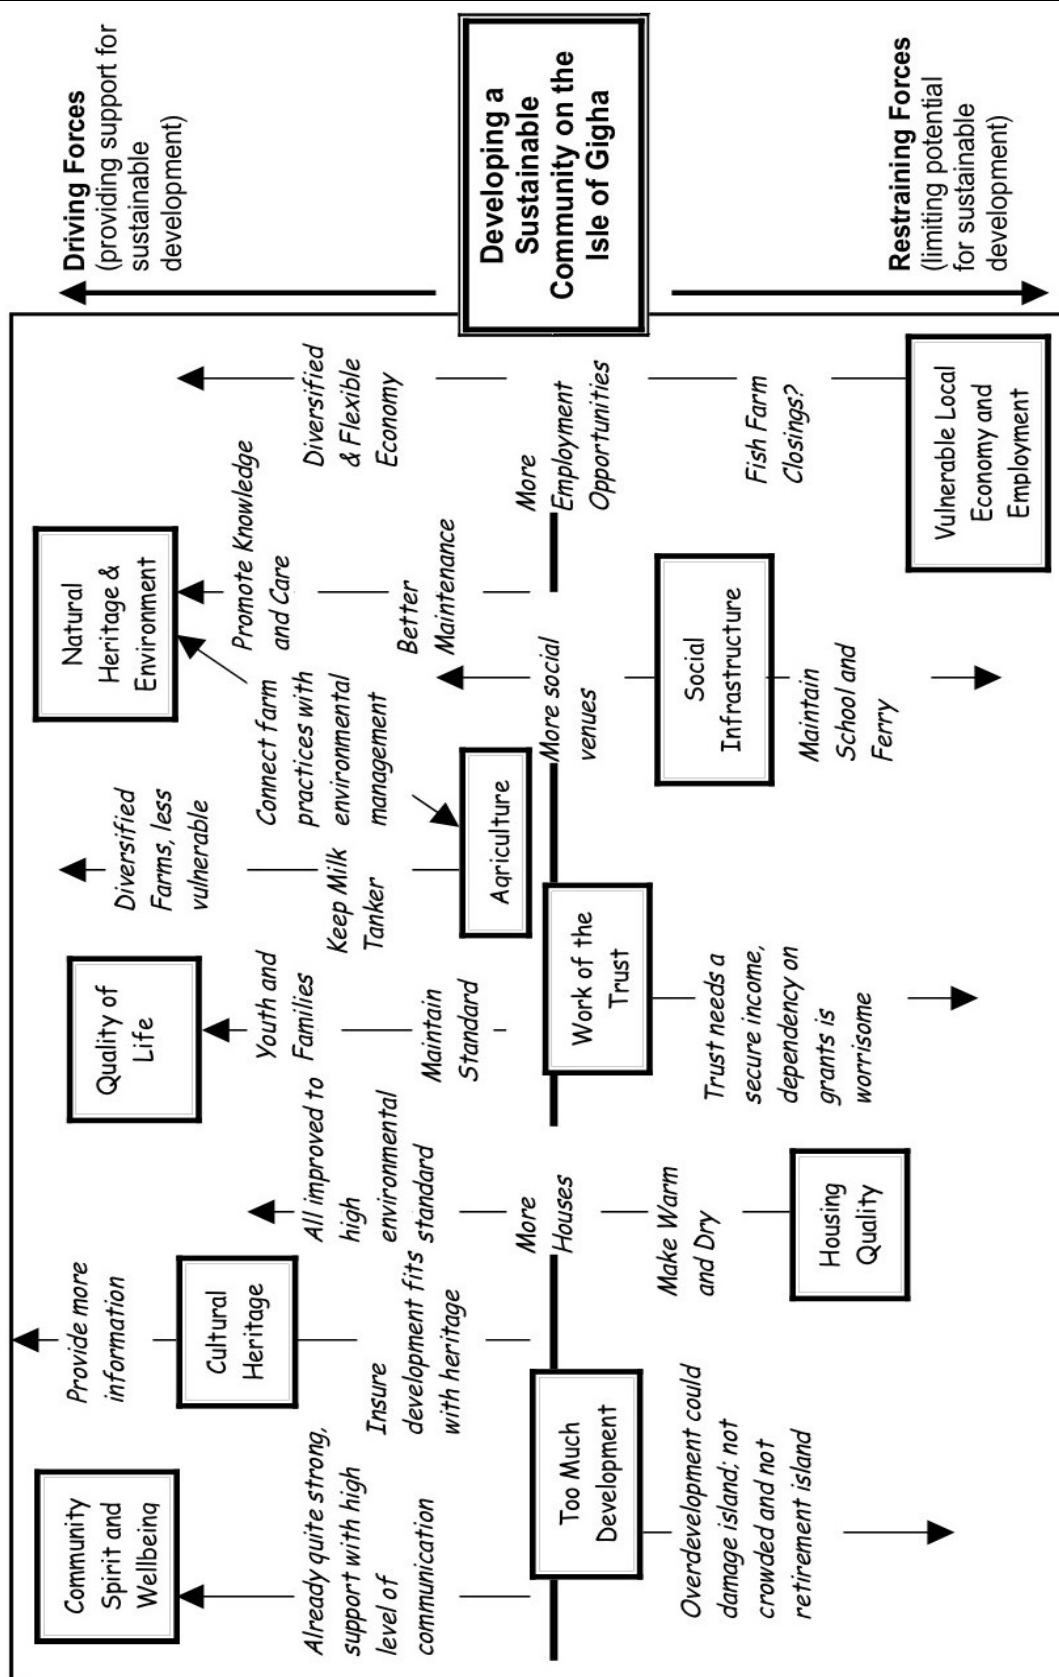 Driving Forces
(providing support for
sustainable
development)
Developing a
Sustainable
Community on the
Isle of Gigha
Restraining Forces
(limiting potential
for sustainable
development)
Community
Spirit and
Wellbeing
Already quite strong,
support with high
level of
communication
Too Much
Development
Overdevelopment could
damage island; not
crowded and not
retirement island
Provide more
information
Cultural
Heritage
Insure
development fits
with heritage
All improved to
high
environmental
standard
More
Houses
Make Warm
and Dry
Housing
Quality
Quality of
Life
Youth and
Families
Maintain
Standard
Work of the
Trust
Trust needs a
secure income,
dependency on
grants is
worrisome
Diversified
Farms, less
vulnerable
Keep Milk
Tanker
Agriculture
Connect farm
practices with
environmental
management
Natural
Heritage &
Environment
Promote Knowledge
and Care
Better
Maintenance
More social
venues
Social
Infrastructure
Maintain
School and
Ferry
Diversified
& Flexible
Economy
More
Employment
Opportunities
Fish Farm
Closings?
Vulnerable Local
Economy and
Employment